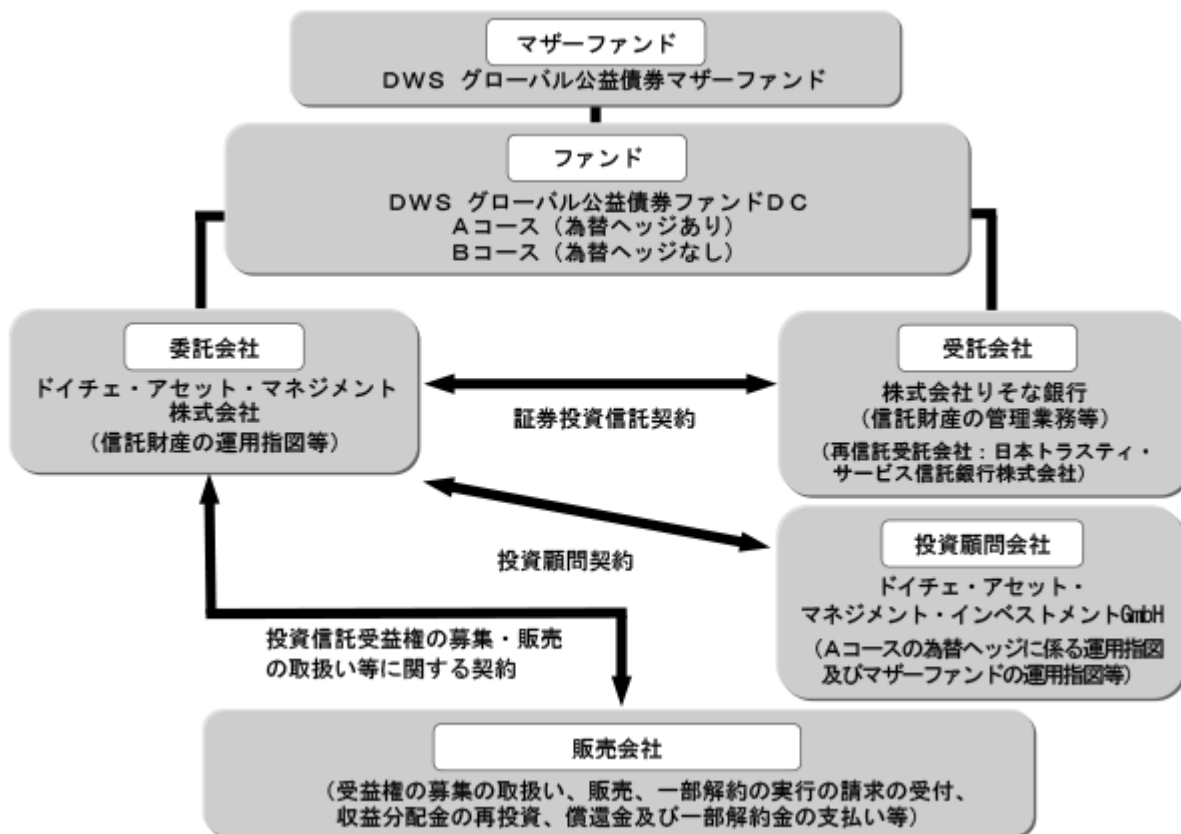 マザーファンド
DWS グローバル公益債券マザーファンド
ファンド
DWS グローバル公益債券ファンドDC
Aコース(為替ヘッジあり)
Bコース(為替ヘッジなし)
委託会社
ドイチェ・アセット・マネジメント
株式会社
(信託財産の運用指図等)
証券投資信託契約
受託会社
株式会社りそな銀行
(信託財産の管理業務等)
(再信託受託会社:日本トラスティ・
サービス信託銀行株式会社)
投資顧問契約
投資顧問会社
ドイチェ・アセット・
マネジメント・インベストメントGmbH
(Aコースの為替ヘッジに係る運用指図
及びマザーファンドの運用指図等)
投資信託受益権の募集・販売
の取扱い等に関する契約
販売会社
(受益権の募集の取扱い、販売、一部解約の実行の請求の受付、
収益分配金の再投資、償還金及び一部解約金の支払い等)